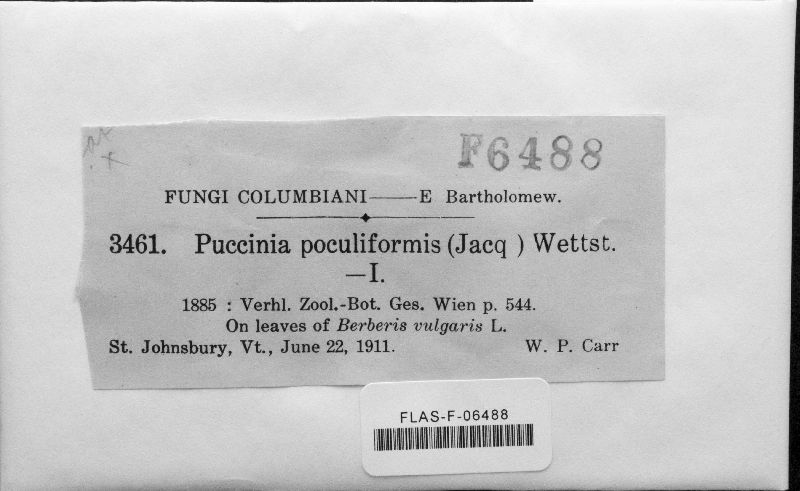 F6488
FUNGI COLUMBIANI——E Bartholomew.
3461. Puccinia poculiformis (Jacq ) Wettst.
—I.
1885 : Verhl. Zool.-Bot. Ges. Wien p. 544.
On leaves of Berberis vulgaris L.
St. Johnsbury, Vt., June 22, 1911. W. P. Carr
FLAS-F-06488